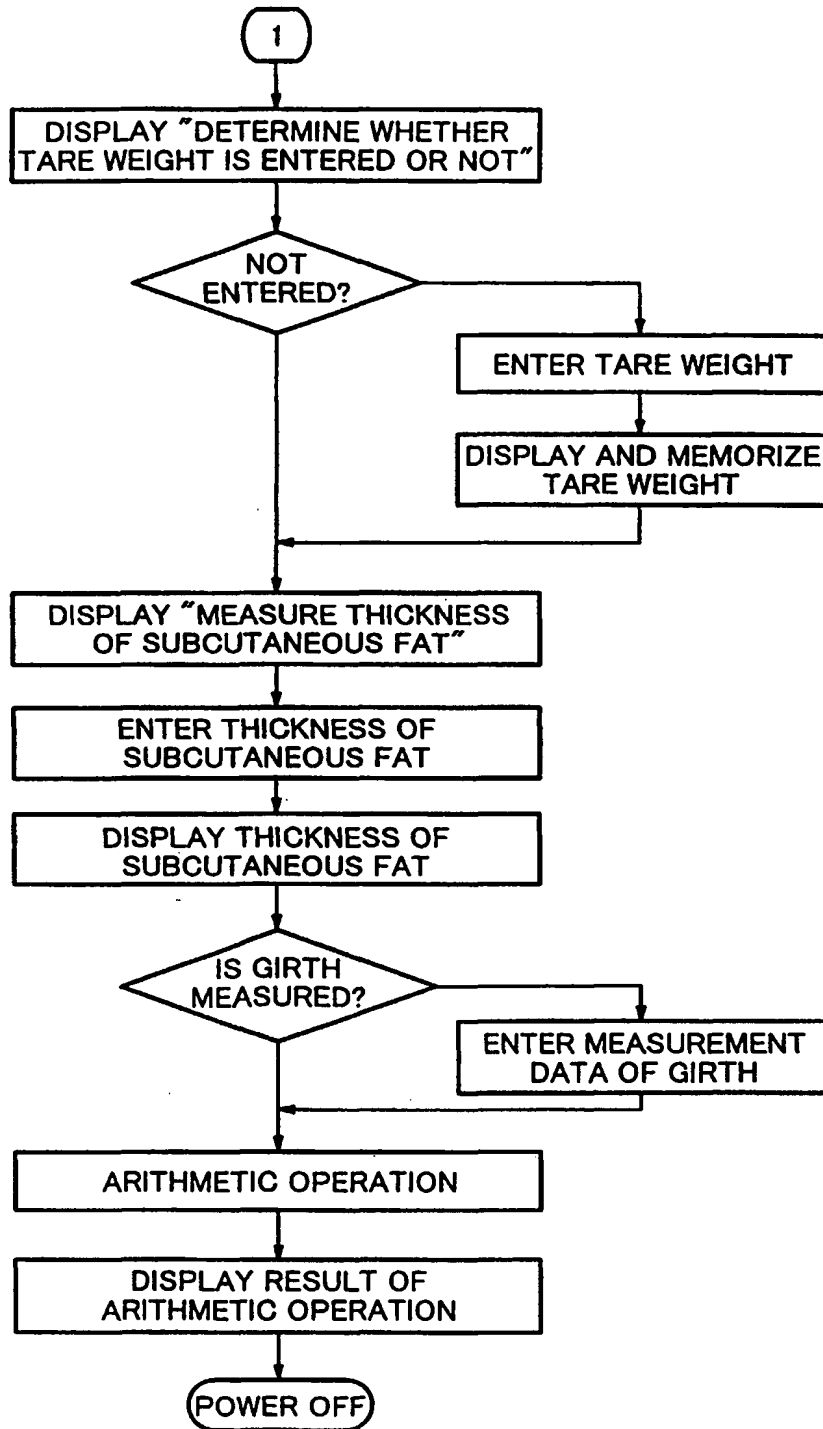 1
DISPLAY "DETERMINE WHETHER
TARE WEIGHT IS ENTERED OR NOT"
NOT
ENTERED?
ENTER TARE WEIGHT
DISPLAY AND MEMORIZE
TARE WEIGHT
DISPLAY "MEASURE THICKNESS
OF SUBCUTANEOUS FAT"
ENTER THICKNESS OF
SUBCUTANEOUS FAT
DISPLAY THICKNESS OF
SUBCUTANEOUS FAT
IS GIRTH
MEASURED?
ENTER MEASUREMENT
DATA OF GIRTH
ARITHMETIC OPERATION
DISPLAY RESULT OF
ARITHMETIC OPERATION
POWER OFF